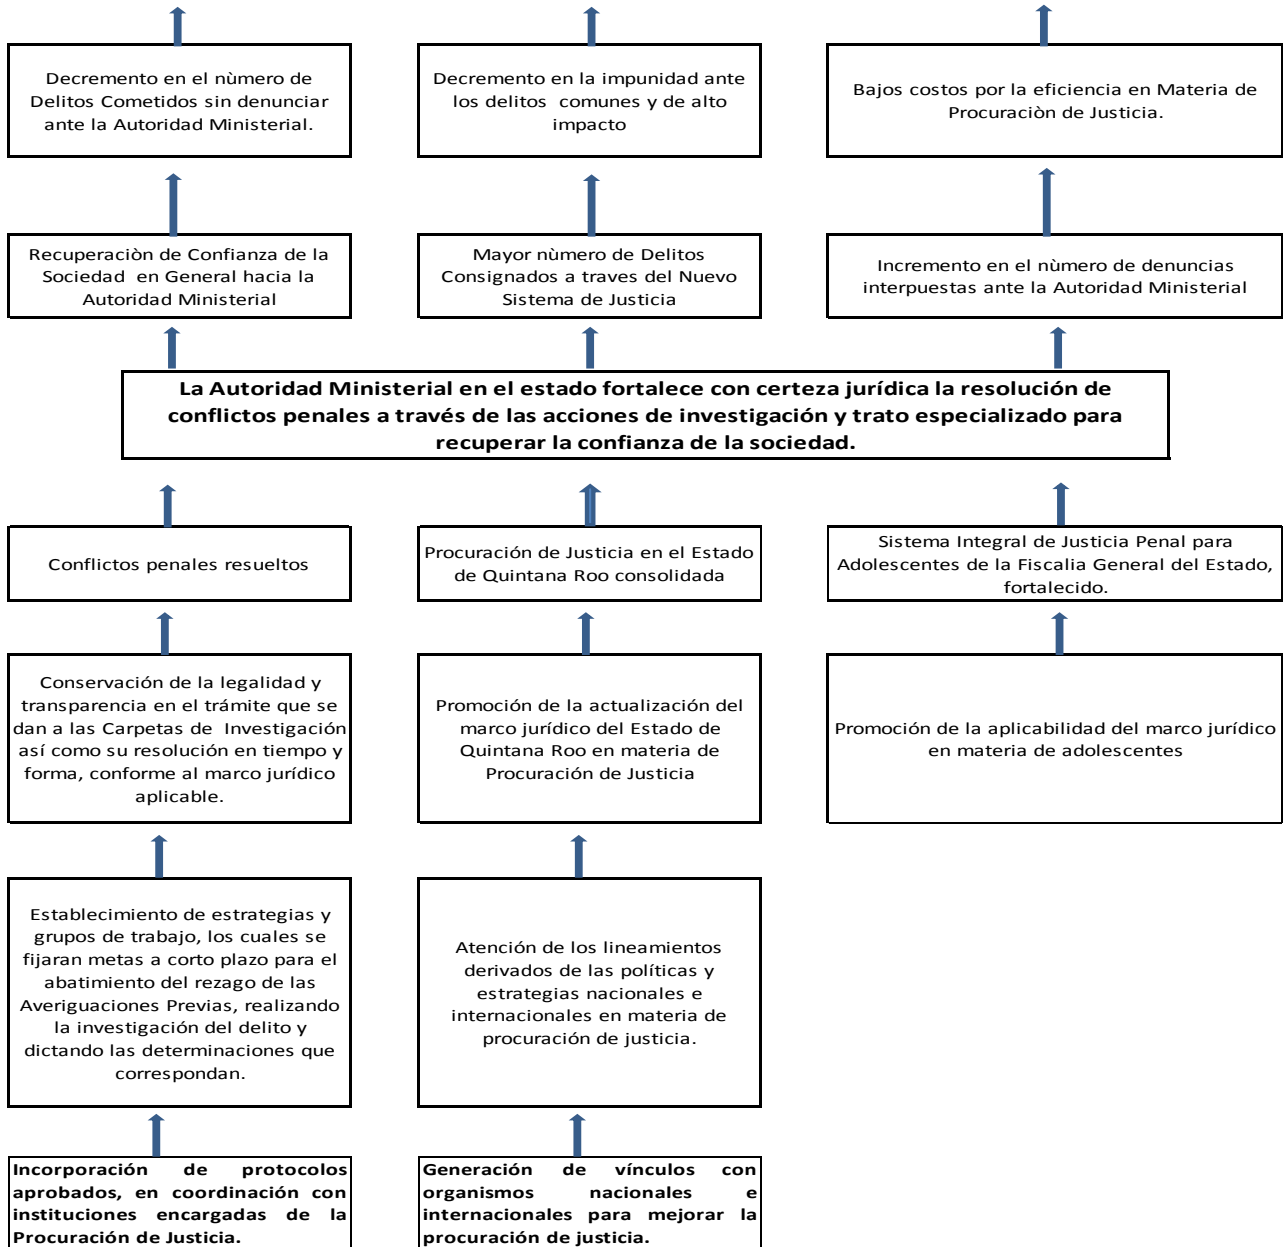 Decremento en el nùmero de
Delitos Cometidos sin denunciar
ante la Autoridad Ministerial.
Decremento en la impunidad ante
los delitos comunes y de alto
impacto
Bajos costos por la eficiencia en Materia de
Procuraciòn de Justicia.
Recuperaciòn de Confianza de la
Sociedad en General hacia la
Autoridad Ministerial
Mayor nùmero de Delitos
Consignados a traves del Nuevo
Sistema de Justicia
Incremento en el nùmero de denuncias
interpuestas ante la Autoridad Ministerial
La Autoridad Ministerial en el estado fortalece con certeza jurídica la resolución de
conflictos penales a través de las acciones de investigación y trato especializado para
recuperar la confianza de la sociedad.
Conflictos penales resueltos
Procuración de Justicia en el Estado
de Quintana Roo consolidada
Sistema Integral de Justicia Penal para
Adolescentes de la Fiscalia General del Estado,
fortalecido.
Conservación de la legalidad y
transparencia en el trámite que se
dan a las Carpetas de Investigación
así como su resolución en tiempo y
forma, conforme al marco jurídico
aplicable.
Promoción de la actualización del
marco jurídico del Estado de
Quintana Roo en materia de
Procuración de Justicia
Promoción de la aplicabilidad del marco jurídico
en materia de adolescentes
Establecimiento de estrategias y
grupos de trabajo, los cuales se
fijaran metas a corto plazo para el
abatimiento del rezago de las
Averiguaciones Previas, realizando
la investigación del delito y
dictando las determinaciones que
correspondan.
Atención de los lineamientos
derivados de las políticas y
estrategias nacionales e
internacionales en materia de
procuración de justicia.
Incorporación de protocolos
aprobados, en coordinación con
instituciones encargadas de la
Procuración de Justicia.
Generación de vínculos con
organismos nacionales e
internacionales para mejorar la
procuración de justicia.